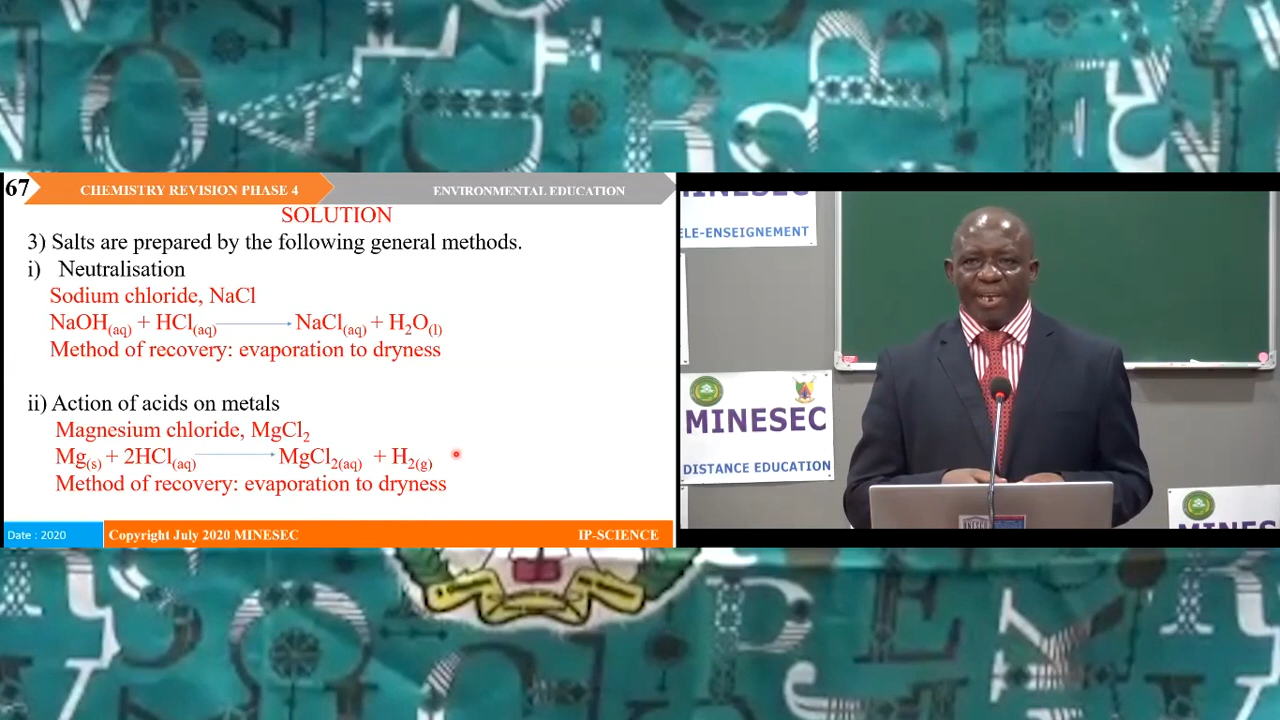 67
CHEMISTRY REVISION PHASE 4
ENVIRONMENTAL EDUCATION
SOLUTION
3) Salts are prepared by the following general methods.
i) Neutralisation
Sodium chloride, NaCl
NaOH(aq) + HCl(aq) → NaCl(aq) + H2O(l)
Method of recovery: evaporation to dryness
ii) Action of acids on metals
Magnesium chloride, MgCl2
Mg(s) + 2HCl(aq) → MgCl2(aq) + H2(g)
Method of recovery: evaporation to dryness
Date : 2020
Copyright July 2020 MINESEC
IP-SCIENCE
MINESEC
ELE-ENSEIGNEMENT
MINESEC
DISTANCE EDUCATION
MINES